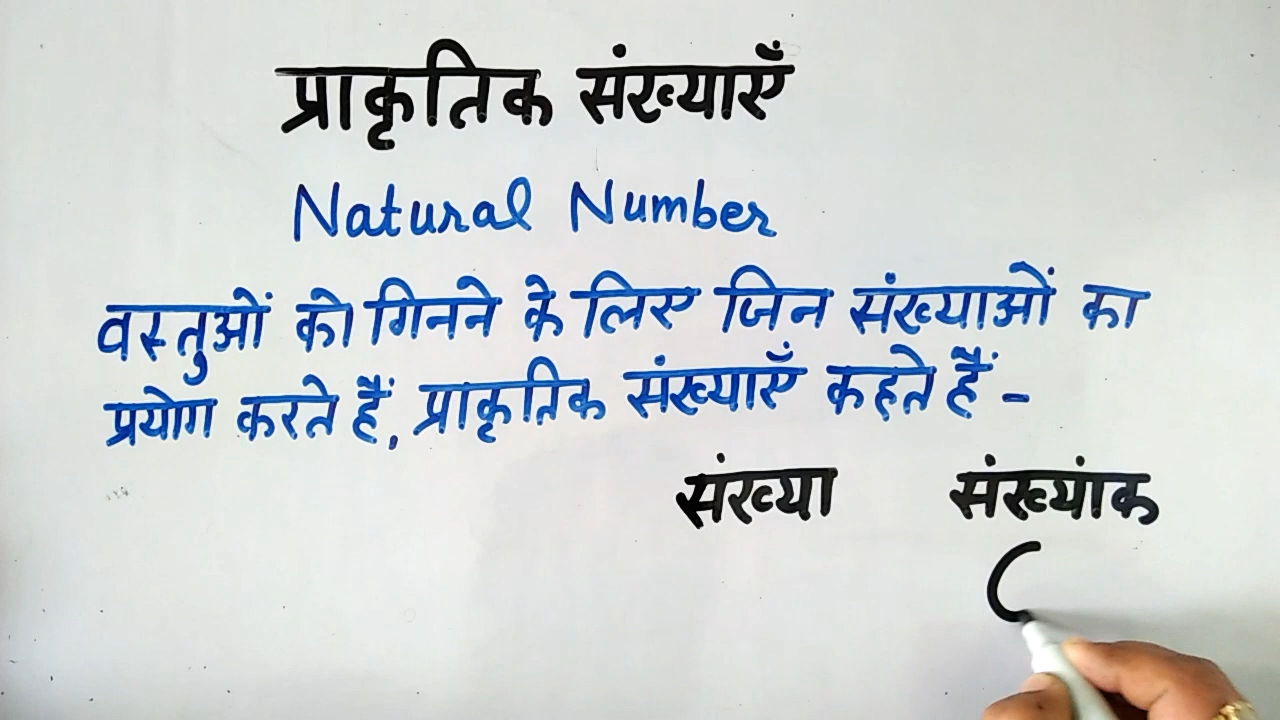 प्राकृतिक संख्याएँ
Natural Number
वस्तुओं को गिनने के लिए जिन संख्याओं का
प्रयोग करते हैं, प्राकृतिक संख्याएँ कहते हैं -
संख्या संख्यांक